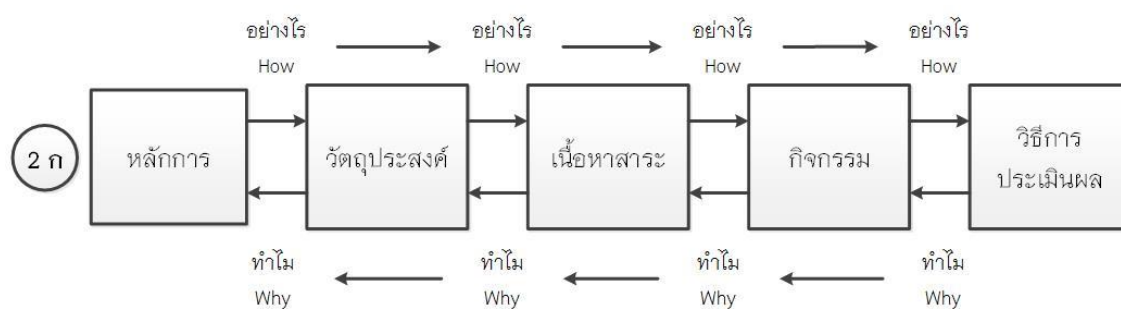 อย่างไร อย่างไร อย่างไร อย่างไร
How How How How
2 ก
หลักการ
วัตถุประสงค์
เนื้อหาสาระ
กิจกรรม
วิธีการ
ประเมินผล
ทำไม ทำไม ทำไม ทำไม
Why Why Why Why